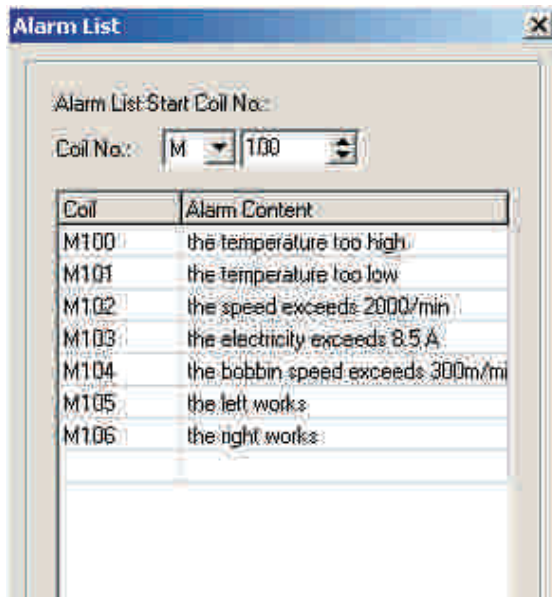 Alarm List
Alarm List Start Coil No.:
Coil No.: M 100
Coil Alarm Content
M100 the temperature too high
M101 the temperature too low
M102 the speed exceeds 2000/min
M103 the electricity exceeds 8.5 A
M104 the bobbin speed exceeds 300m/mi
M105 the left works
M106 the right works